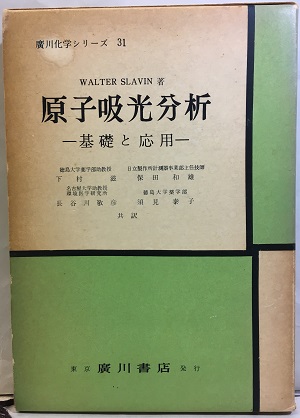 廣川化学シリーズ 31
WALTER SLAVIN 著
原子吸光分析
―基礎と応用―
徳島大学薬学部助教授 日立製作所計測器事業部主任技師
下村 滋 保田和雄
名古屋大学助教授 徳島大学薬学部
環境医学研究所
長谷川敬彦 須見泰子
共訳
東京 廣川書店 発行